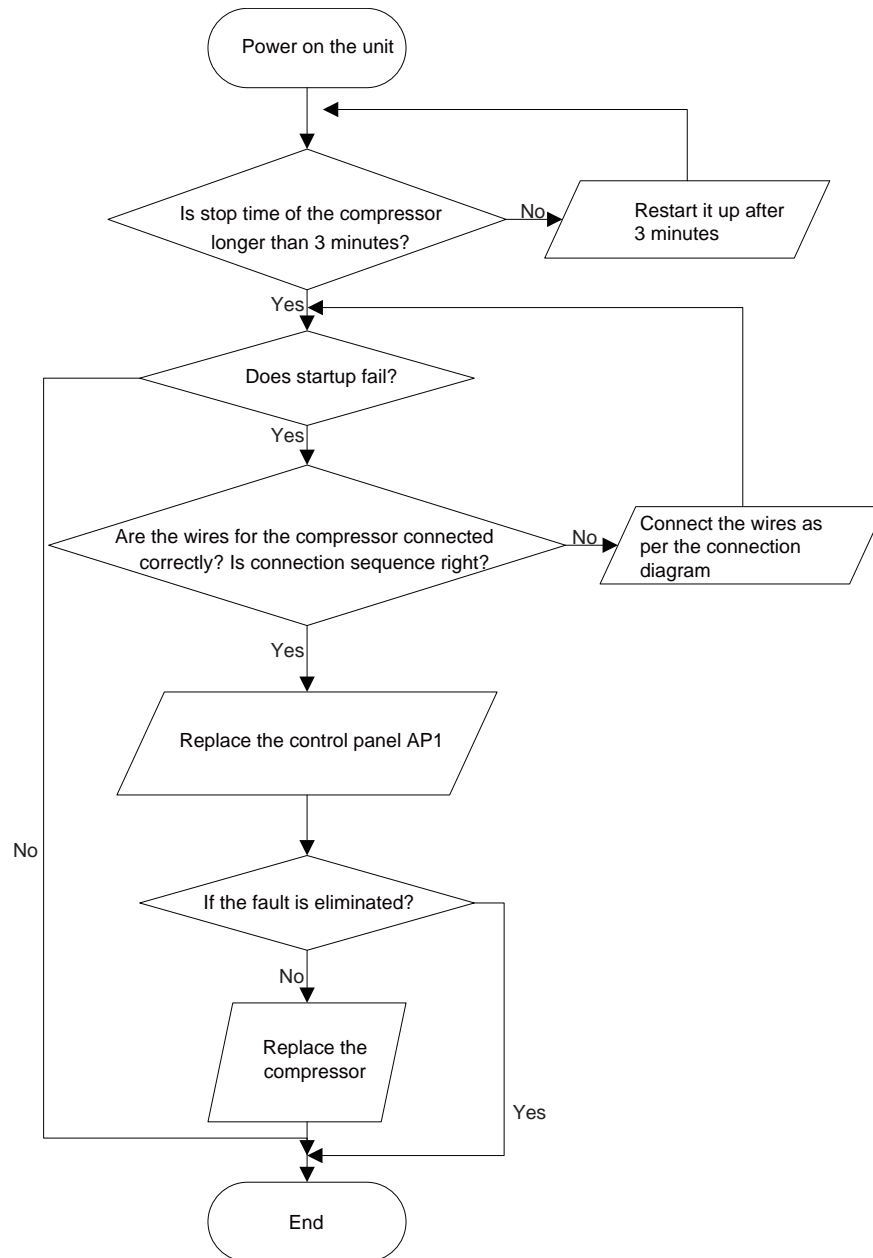 Power on the unit
Is stop time of the compressor
longer than 3 minutes?
No
Restart it up after
3 minutes
Yes
Does startup fail?
Yes
Are the wires for the compressor connected
correctly? Is connection sequence right?
No
Connect the wires as
per the connection
diagram
Yes
Replace the control panel AP1
No
If the fault is eliminated?
No
Replace the
compressor
Yes
End